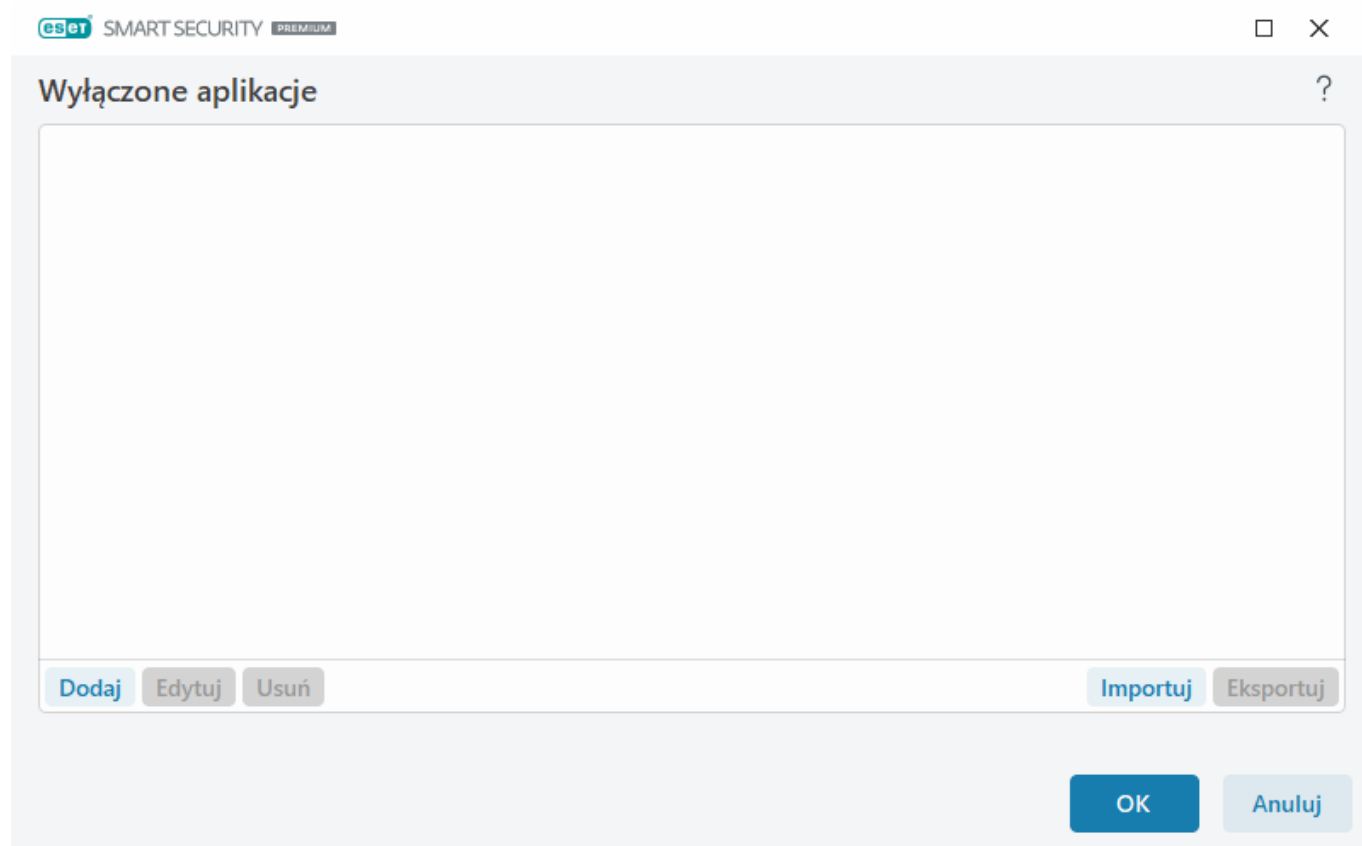 eset SMART SECURITY PREMIUM
Wyłączone aplikacje ?
Dodaj Edytuj Usuń Importuj Eksportuj
OK Anuluj